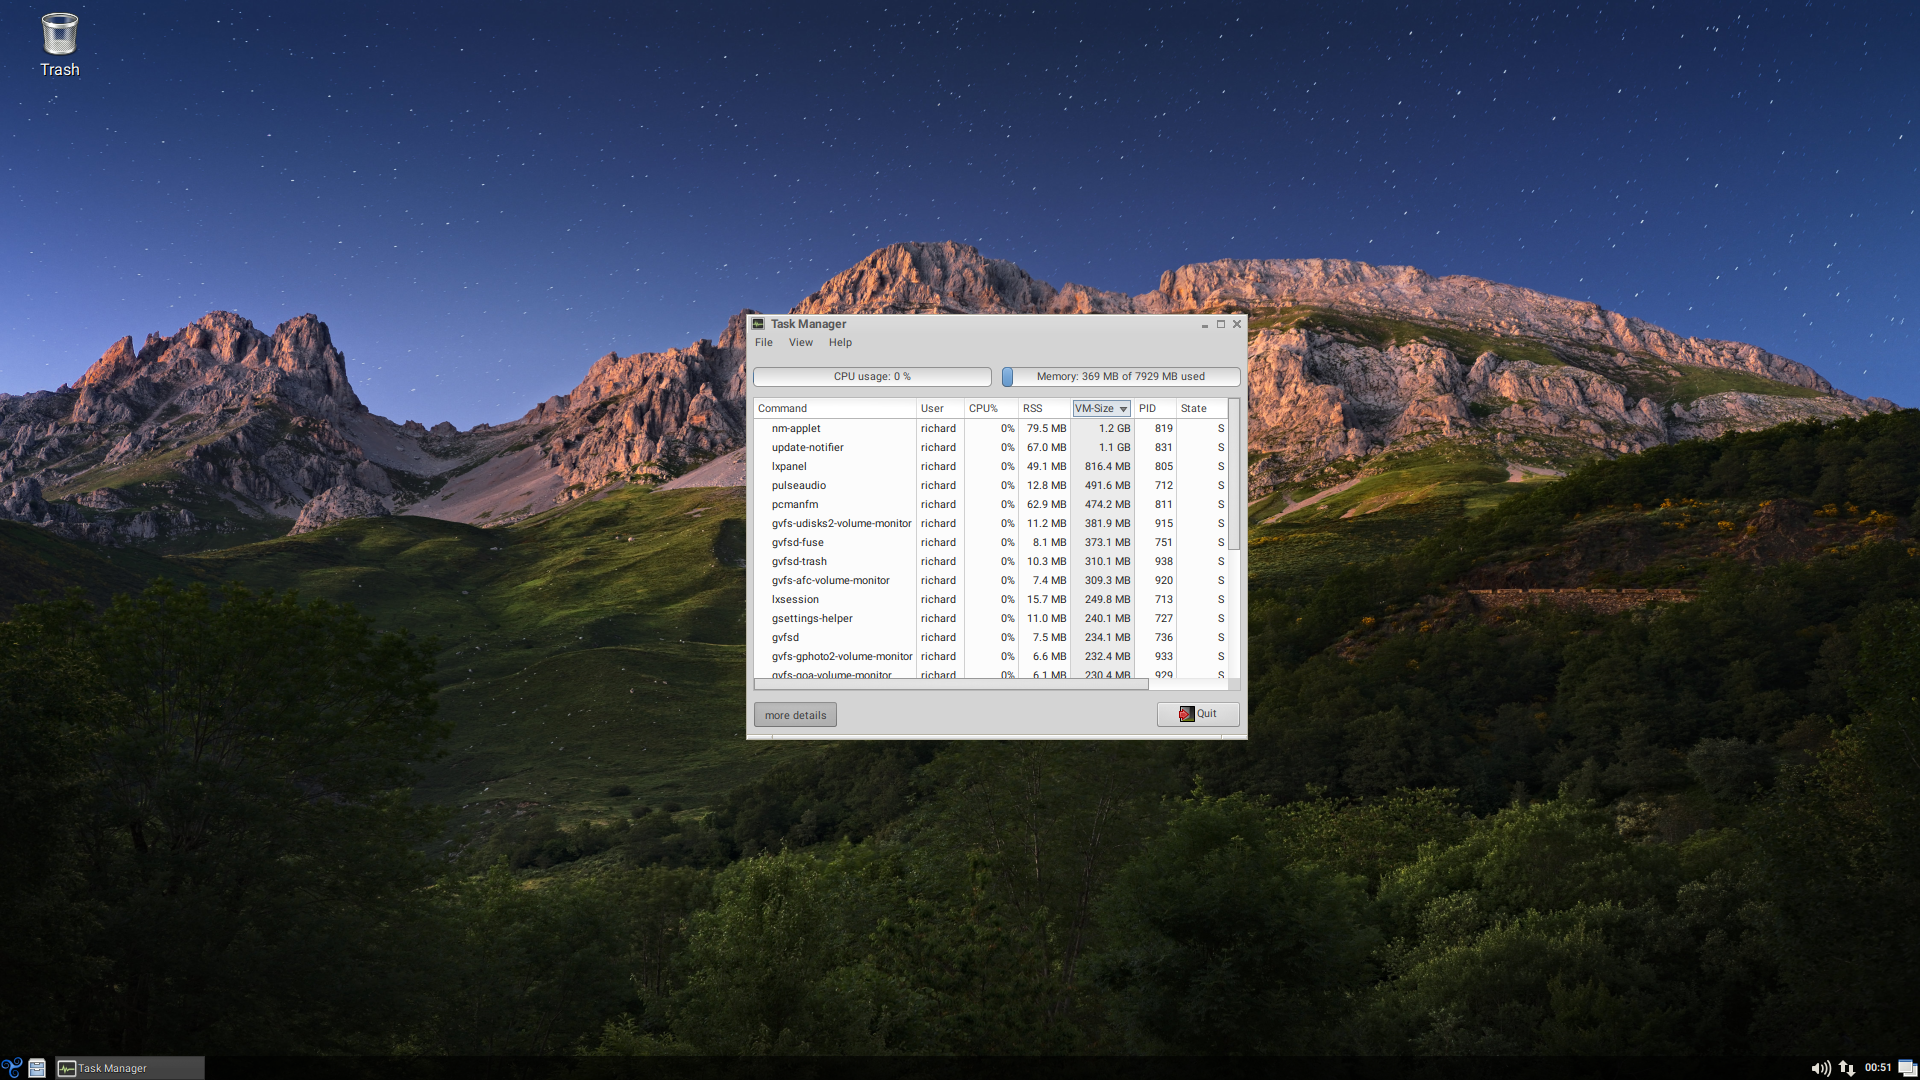 Trash
Task Manager
File View Help
CPU usage: 0 % Memory: 369 MB of 7929 MB used
Command User CPU% RSS VM-Size PID State
nm-applet richard 0% 79.5 MB 1.2 GB 819 S
update-notifier richard 0% 67.0 MB 1.1 GB 831 S
lxpanel richard 0% 49.1 MB 816.4 MB 805 S
pulseaudio richard 0% 12.8 MB 491.6 MB 712 S
pcmanfm richard 0% 62.9 MB 474.2 MB 811 S
gvfs-udisks2-volume-monitor richard 0% 11.2 MB 381.9 MB 915 S
gvfsd-fuse richard 0% 8.1 MB 373.1 MB 751 S
gvfsd-trash richard 0% 10.3 MB 310.1 MB 938 S
gvfs-afc-volume-monitor richard 0% 7.4 MB 309.3 MB 920 S
lxsession richard 0% 15.7 MB 249.8 MB 713 S
gsettings-helper richard 0% 11.0 MB 240.1 MB 727 S
gvfsd richard 0% 7.5 MB 234.1 MB 736 S
gvfs-gphoto2-volume-monitor richard 0% 6.6 MB 232.4 MB 933 S
gvfs-goa-volume-monitor richard 0% 6.1 MB 230.4 MB 929 S
more details Quit
Task Manager 00:51